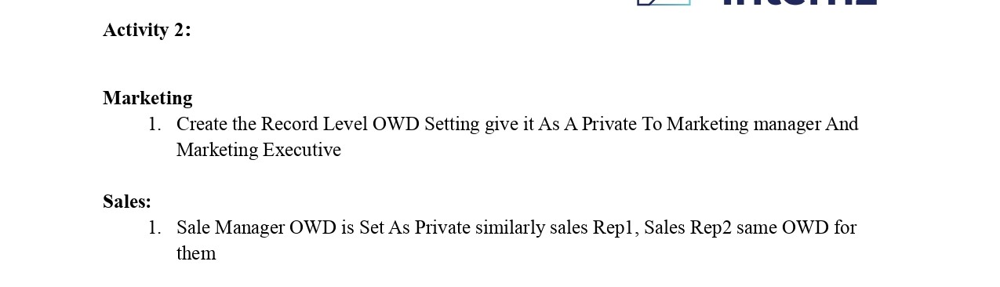 Activity 2:
Marketing
1. Create the Record Level OWD Setting give it As A Private To Marketing manager And
Marketing Executive
Sales:
1. Sale Manager OWD is Set As Private similarly sales Rep1, Sales Rep2 same OWD for
them